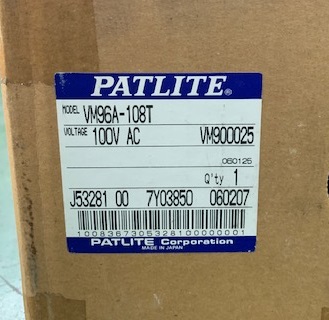 PATLITE®
MODEL VM96A-108T
VOLTAGE 100V AC VM900025
060125
Q'ty 1
J53281 00 7Y03850 060207
1008367305328100000001
PATLITE Corporation
MADE IN JAPAN